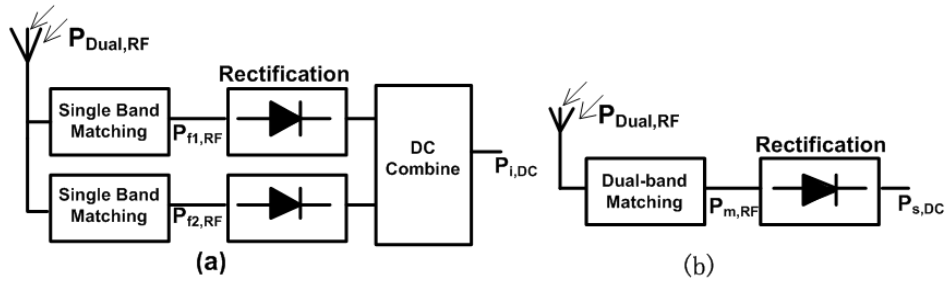 P_Dual,RF
Rectification
Single Band
Matching
P_f1,RF
DC
Combine
P_i,DC
Single Band
Matching
P_f2,RF
(a)
P_Dual,RF
Rectification
Dual-band
Matching
P_m,RF
P_s,DC
(b)